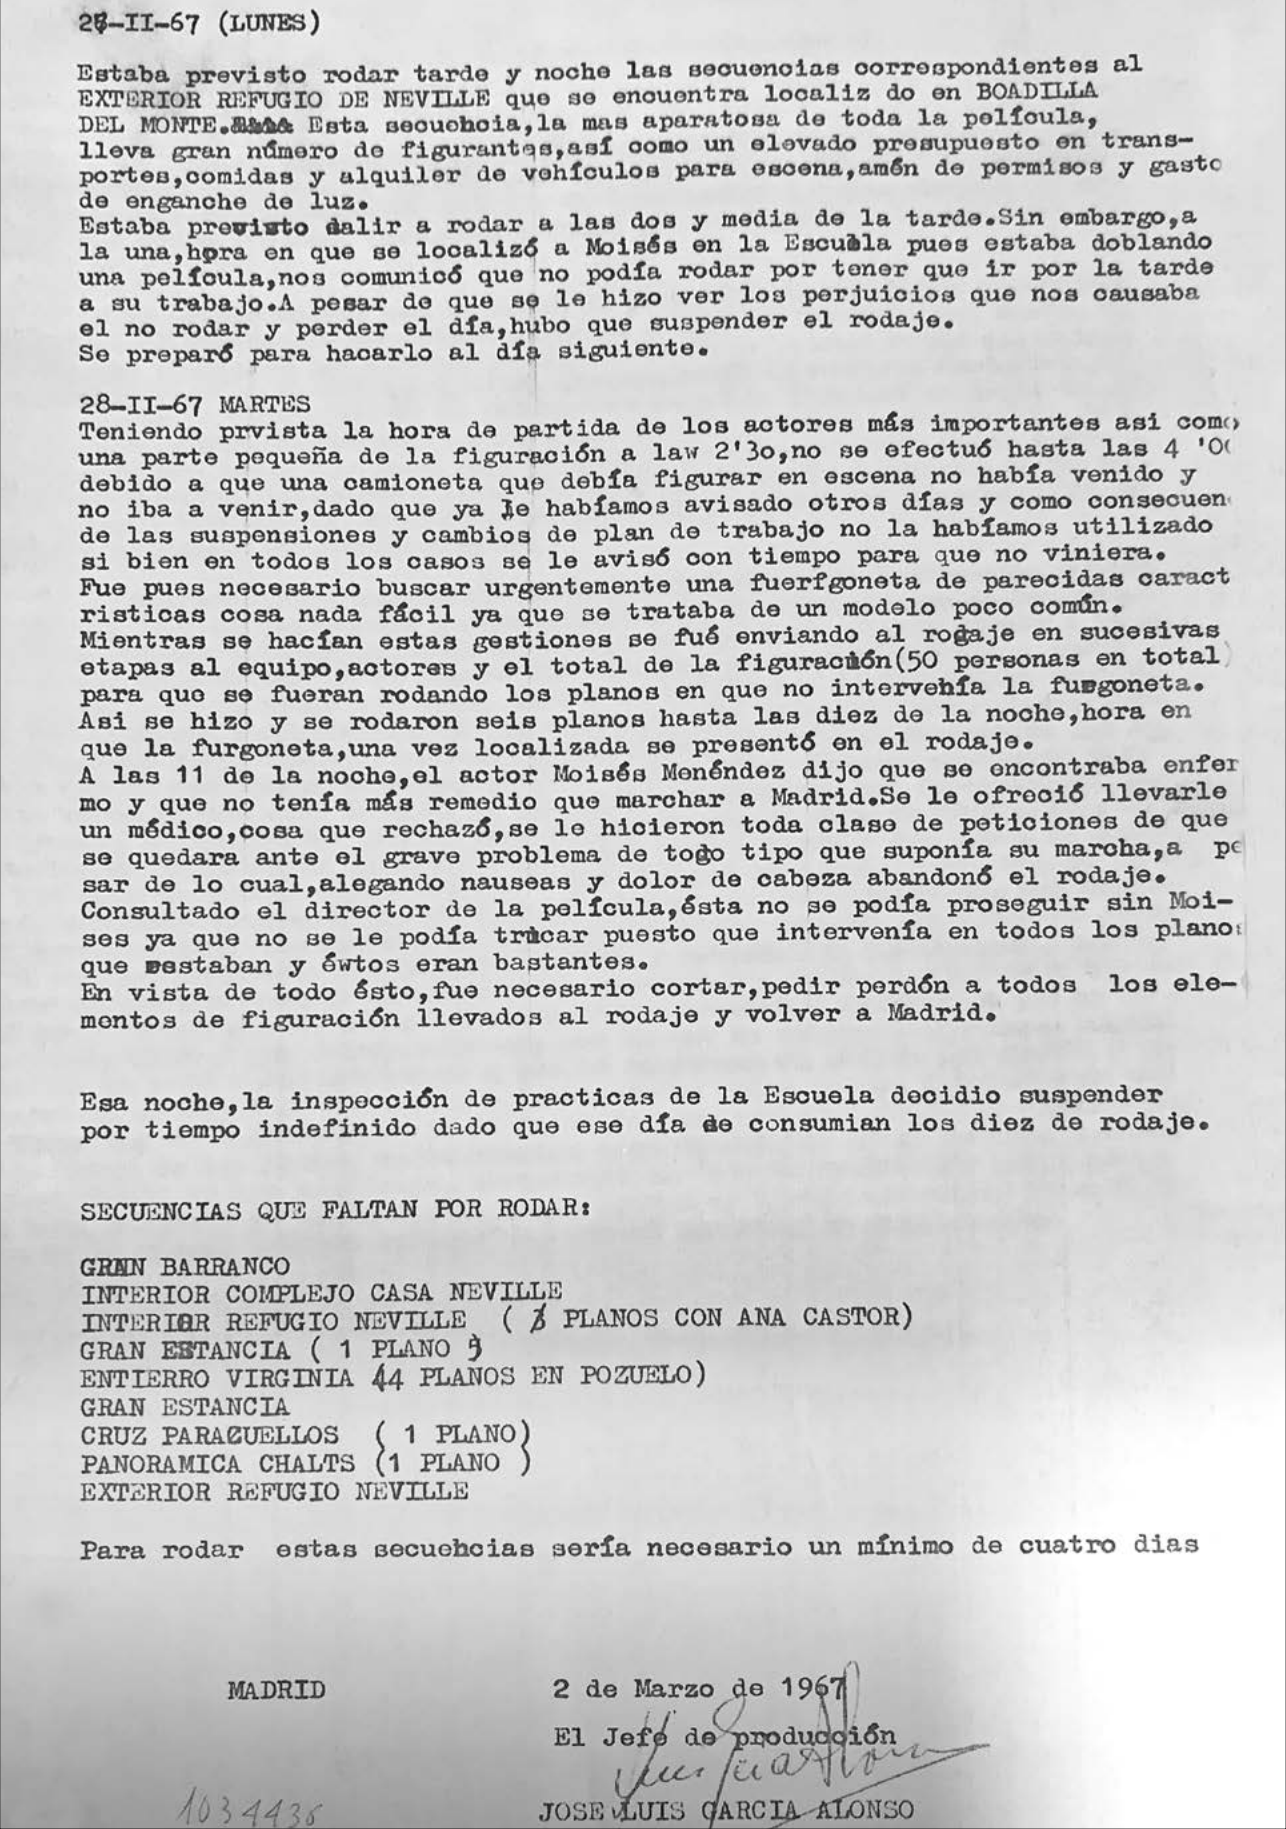 27-II-67 (LUNES)
Estaba previsto rodar tarde y noche las secuencias correspondientes al
EXTERIOR REFUGIO DE NEVILLE que se encuentra localiz do en BOADILLA
DEL MONTE. Esta secuehcia,la mas aparatosa de toda la película,
lleva gran número de figurantes,así como un elevado presupuesto en trans-
portes,comidas y alquiler de vehículos para escena,amén de permisos y gasto
de enganche de luz.
Estaba previsto dalir a rodar a las dos y media de la tarde.Sin embargo,a
la una,hora en que se localizó a Moisés en la Escuela pues estaba doblando
una película,nos comunicó que no podía rodar por tener que ir por la tarde
a su trabajo.A pesar de que se le hizo ver los perjuicios que nos causaba
el no rodar y perder el día,hubo que suspender el rodaje.
Se preparó para hacarlo al día siguiente.
28-II-67 MARTES
Teniendo prvista la hora de partida de los actores más importantes asi como
una parte pequeña de la figuración a law 2'3o,no se efectuó hasta las 4 '00
debido a que una camioneta que debía figurar en escena no había venido y
no iba a venir,dado que ya le habíamos avisado otros días y como consecuen
de las suspensiones y cambios de plan de trabajo no la habíamos utilizado
si bien en todos los casos se le avisó con tiempo para que no viniera.
Fue pues necesario buscar urgentemente una fuerfgoneta de parecidas caract
risticas cosa nada fácil ya que se trataba de un modelo poco común.
Mientras se hacían estas gestiones se fué enviando al rodaje en sucesivas
etapas al equipo,actores y el total de la figuración(50 personas en total)
para que se fueran rodando los planos en que no intervehía la furgoneta.
Asi se hizo y se rodaron seis planos hasta las diez de la noche,hora en
que la furgoneta,una vez localizada se presentó en el rodaje.
A las 11 de la noche,el actor Moisés Menéndez dijo que se encontraba enfer
mo y que no tenía más remedio que marchar a Madrid.Se le ofreció llevarle
un médico,cosa que rechazó,se le hicieron toda clase de peticiones de que
se quedara ante el grave problema de todo tipo que suponía su marcha,a pe
sar de lo cual,alegando nauseas y dolor de cabeza abandonó el rodaje.
Consultado el director de la película,ésta no se podía proseguir sin Moi-
ses ya que no se le podía trucar puesto que intervenía en todos los planos
que restaban y éwtos eran bastantes.
En vista de todo ésto,fue necesario cortar,pedir perdón a todos los ele-
mentos de figuración llevados al rodaje y volver a Madrid.
Esa noche,la inspección de practicas de la Escuela decidio suspender
por tiempo indefinido dado que ese día se consumian los diez de rodaje.
SECUENCIAS QUE FALTAN POR RODAR:
GRAN BARRANCO
INTERIOR COMPLEJO CASA NEVILLE
INTERIOR REFUGIO NEVILLE ( 3 PLANOS CON ANA CASTOR)
GRAN ESTANCIA ( 1 PLANO )
ENTIERRO VIRGINIA (4 PLANOS EN POZUELO)
GRAN ESTANCIA
CRUZ PARACUELLOS ( 1 PLANO)
PANORAMICA CHALTS (1 PLANO )
EXTERIOR REFUGIO NEVILLE
Para rodar estas secuehcias sería necesario un mínimo de cuatro dias
MADRID 2 de Marzo de 1967
El Jefe de producción
JOSE LUIS GARCIA ALONSO
1034436